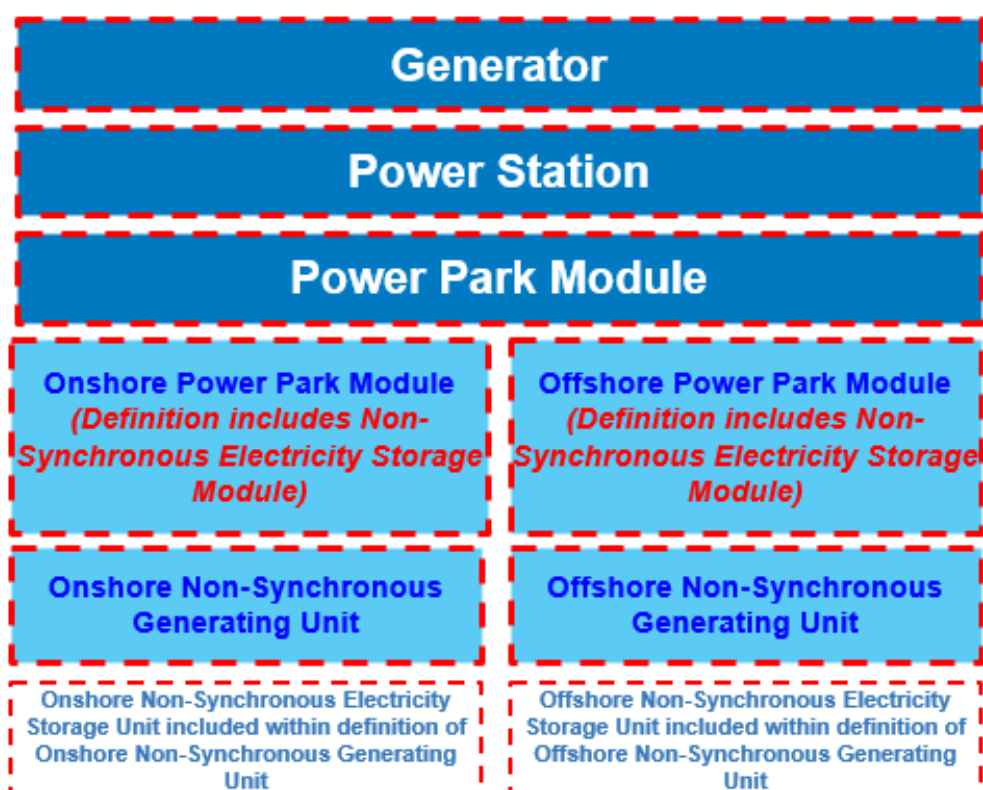 Generator
Power Station
Power Park Module
Onshore Power Park Module
(Definition includes Non-
Synchronous Electricity Storage
Module)
Offshore Power Park Module
(Definition includes Non-
Synchronous Electricity Storage
Module)
Onshore Non-Synchronous
Generating Unit
Offshore Non-Synchronous
Generating Unit
Onshore Non-Synchronous Electricity
Storage Unit included within definition of
Onshore Non-Synchronous Generating
Unit
Offshore Non-Synchronous Electricity
Storage Unit included within definition of
Offshore Non-Synchronous Generating
Unit